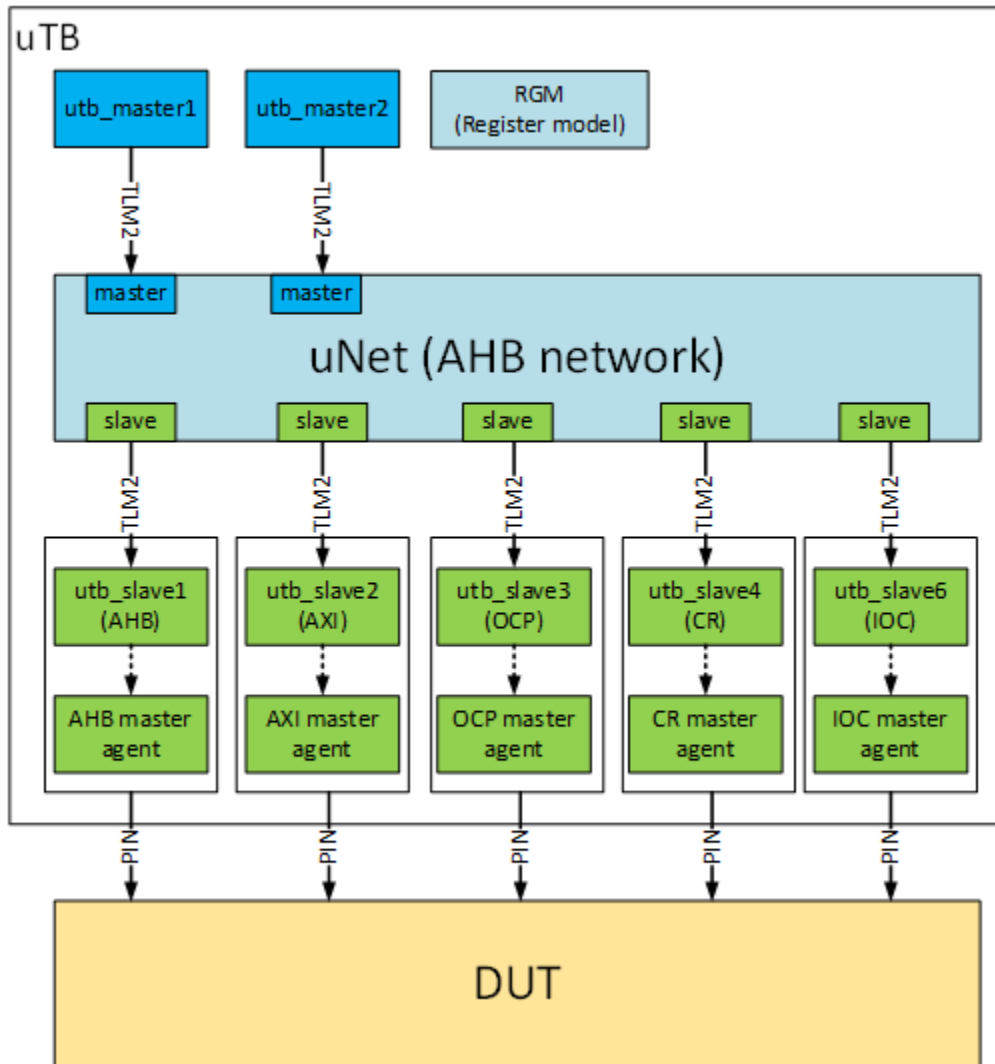 uTB
utb_master1
utb_master2
RGM
(Register model)
TLM2
TLM2
master
master
uNet (AHB network)
slave
slave
slave
slave
slave
TLM2
TLM2
TLM2
TLM2
TLM2
utb_slave1
(AHB)
utb_slave2
(AXI)
utb_slave3
(OCP)
utb_slave4
(CR)
utb_slave6
(IOC)
AHB master
agent
AXI master
agent
OCP master
agent
CR master
agent
IOC master
agent
PIN
PIN
PIN
PIN
PIN
DUT